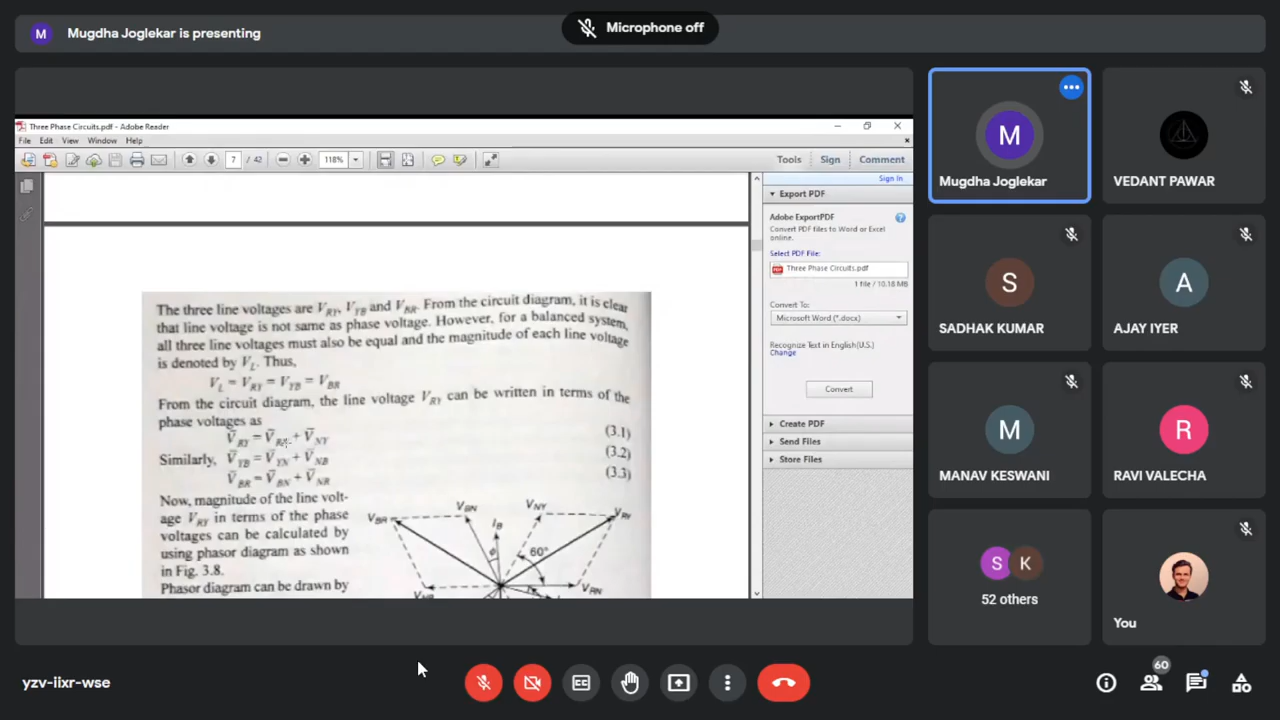 M
Mugdha Joglekar is presenting
Microphone off
Three Phase Circuits.pdf - Adobe Reader
File Edit View Window Help
7 / 42
118%
Tools Sign Comment
Sign In
The three line voltages are V_RY, V_YB and V_BR. From the circuit diagram, it is clear
that line voltage is not same as phase voltage. However, for a balanced system,
all three line voltages must also be equal and the magnitude of each line voltage
is denoted by V_L. Thus,
V_L = V_RY = V_YB = V_BR
From the circuit diagram, the line voltage V_RY can be written in terms of the
phase voltages as
V̄_RY = V̄_RN + V̄_NY (3.1)
Similarly, V̄_YB = V̄_YN + V̄_NB (3.2)
V̄_BR = V̄_BN + V̄_NR (3.3)
Now, magnitude of the line volt-
age V_RY in terms of the phase
voltages can be calculated by
using phasor diagram as shown
in Fig. 3.8.
Phasor diagram can be drawn by
V_BR
V_BN
I_B
V_NY
V_RY
ϕ
60°
V_RN
V_NB
Export PDF
Adobe ExportPDF
Convert PDF files to Word or Excel
online.
Select PDF File:
Three Phase Circuits.pdf
1 file / 10.18 MB
Convert To:
Microsoft Word (*.docx)
Recognize Text in English(U.S.)
Change
Convert
Create PDF
Send Files
Store Files
M
Mugdha Joglekar
VEDANT PAWAR
S
SADHAK KUMAR
A
AJAY IYER
M
MANAV KESWANI
R
RAVI VALECHA
S K
52 others
You
yzv-iixr-wse
60